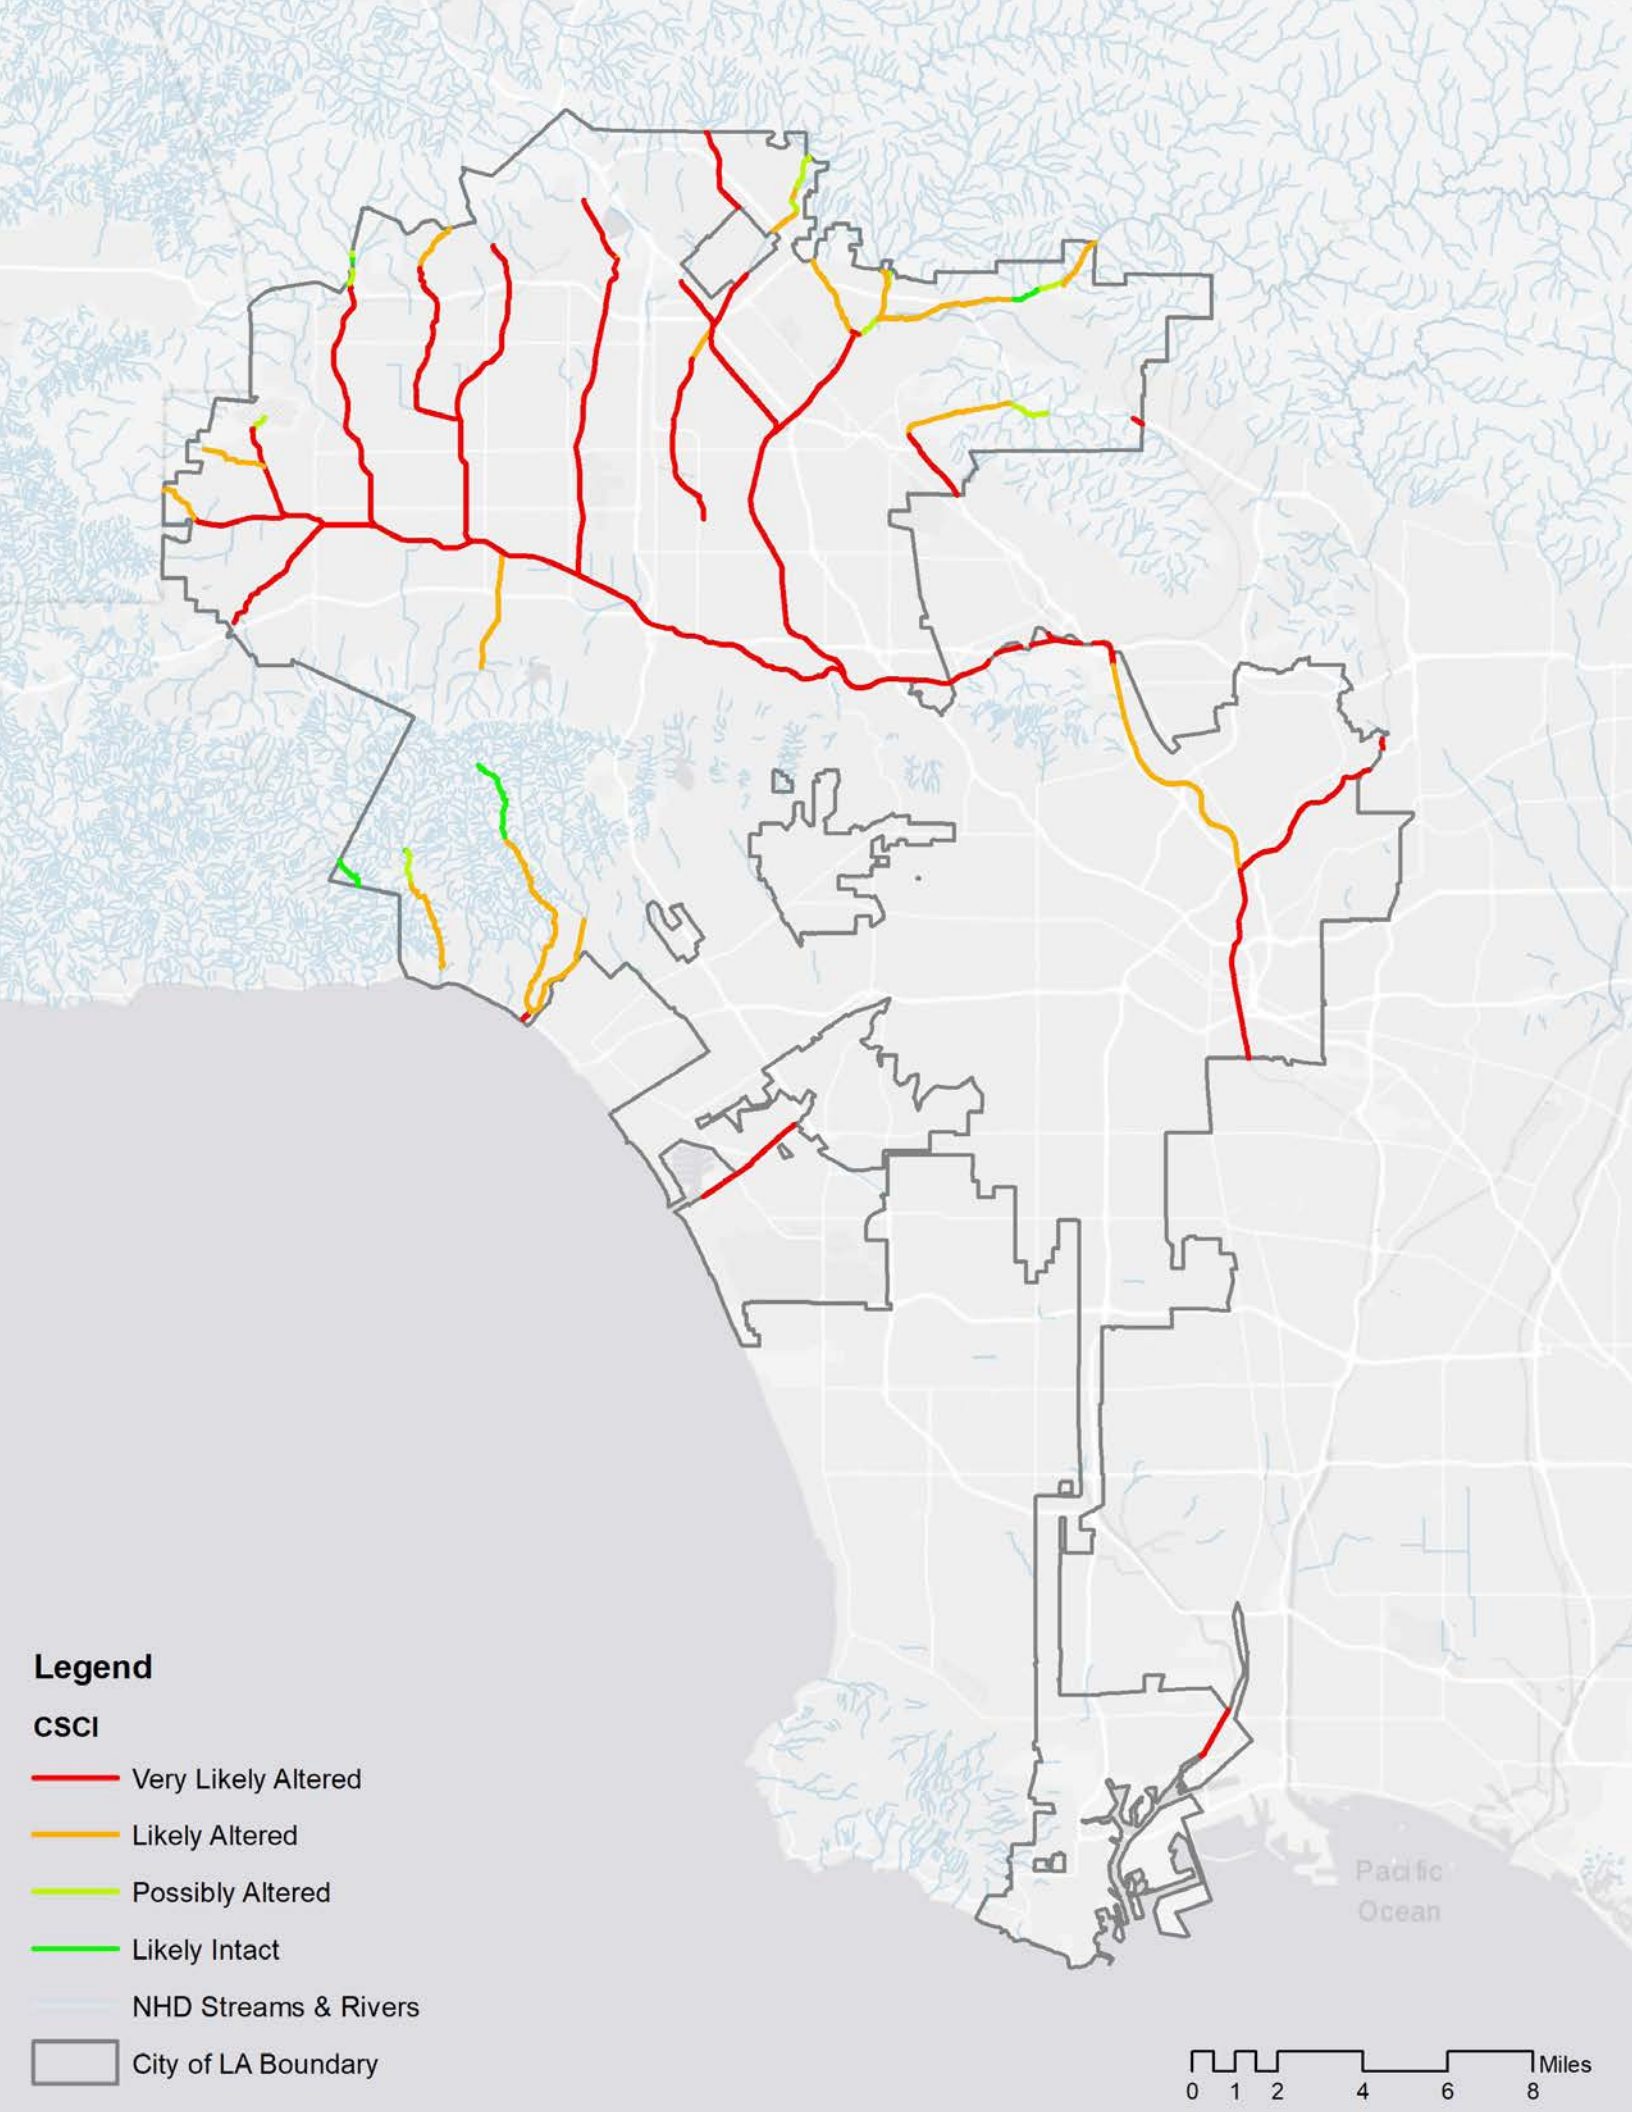 Legend
CSCI
Very Likely Altered
Likely Altered
Possibly Altered
Likely Intact
NHD Streams & Rivers
City of LA Boundary
Pacific
Ocean
Miles
0 1 2 4 6 8